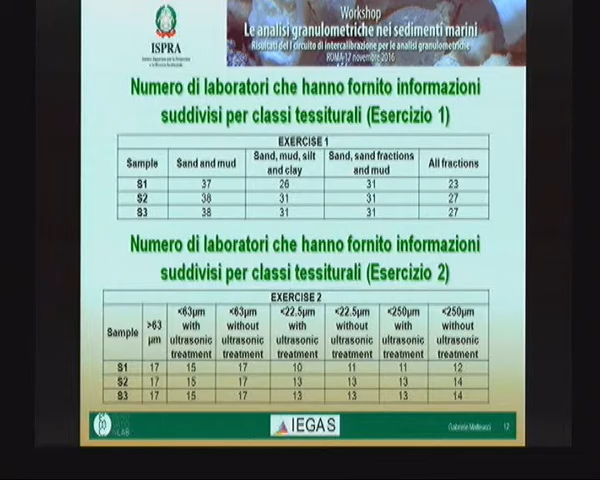 Workshop
Le analisi granulometriche nei sedimenti marini
Risultati del I circuito di intercalibrazione per le analisi granulometriche
ROMA 17 novembre 2016
ISPRA
Numero di laboratori che hanno fornito informazioni
suddivisi per classi tessiturali (Esercizio 1)
EXERCISE 1
Sample Sand and mud Sand, mud, silt and clay Sand, sand fractions and mud All fractions
S1 37 26 31 23
S2 38 31 31 27
S3 38 31 31 27
Numero di laboratori che hanno fornito informazioni
suddivisi per classi tessiturali (Esercizio 2)
EXERCISE 2
Sample >63 µm <63µm with ultrasonic treatment <63µm without ultrasonic treatment <22.5µm with ultrasonic treatment <22.5µm without ultrasonic treatment <250µm with ultrasonic treatment <250µm without ultrasonic treatment
S1 17 15 17 10 11 11 12
S2 17 15 17 13 13 13 14
S3 17 15 17 13 13 13 14
LAB
IEGAS
Gabriele Matteucci 12